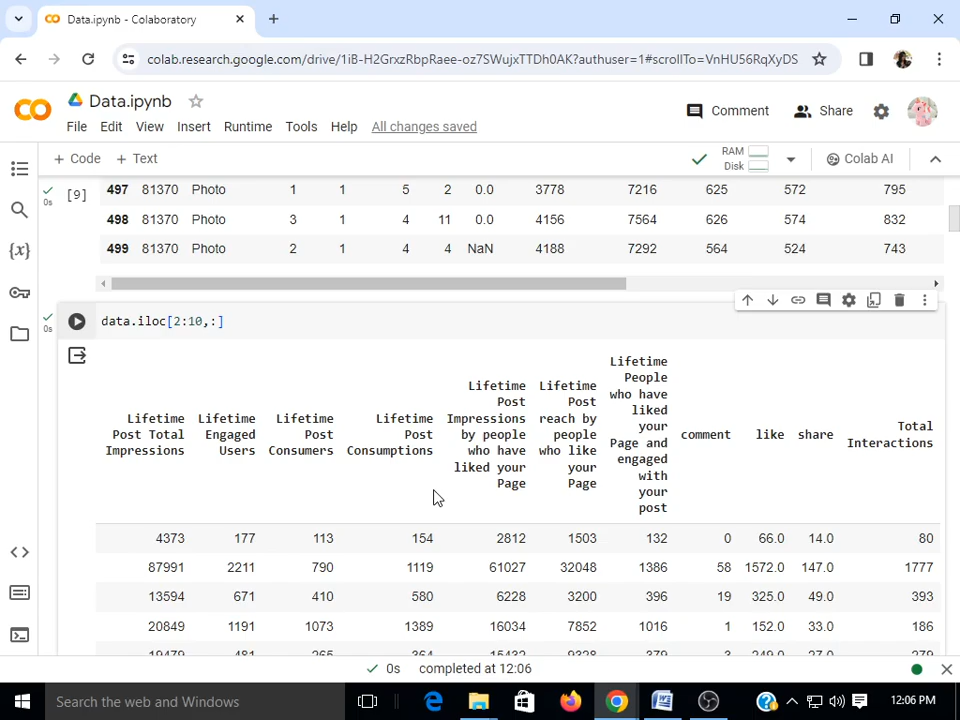 Data.ipynb - Colaboratory
colab.research.google.com/drive/1iB-H2GrxzRbpRaee-oz7SWujxTTDh0AK?authuser=1#scrollTo=VnHU56RqXyDS
CO Data.ipynb
Comment Share
File Edit View Insert Runtime Tools Help All changes saved
+ Code + Text RAM Disk Colab AI
[9] 497 81370 Photo 1 1 5 2 0.0 3778 7216 625 572 795
0s
498 81370 Photo 3 1 4 11 0.0 4156 7564 626 574 832
499 81370 Photo 2 1 4 4 NaN 4188 7292 564 524 743
{x}
data.iloc[2:10,:]
0s
Lifetime Post Total Impressions
Lifetime Engaged Users
Lifetime Post Consumers
Lifetime Post Consumptions
Lifetime Post Impressions by people who have liked your Page
Lifetime Post reach by people who like your Page
Lifetime People who have liked your Page and engaged with your post
comment
like
share
Total Interactions
4373 177 113 154 2812 1503 132 0 66.0 14.0 80
87991 2211 790 1119 61027 32048 1386 58 1572.0 147.0 1777
13594 671 410 580 6228 3200 396 19 325.0 49.0 393
20849 1191 1073 1389 16034 7852 1016 1 152.0 33.0 186
0s completed at 12:06
Search the web and Windows
12:06 PM